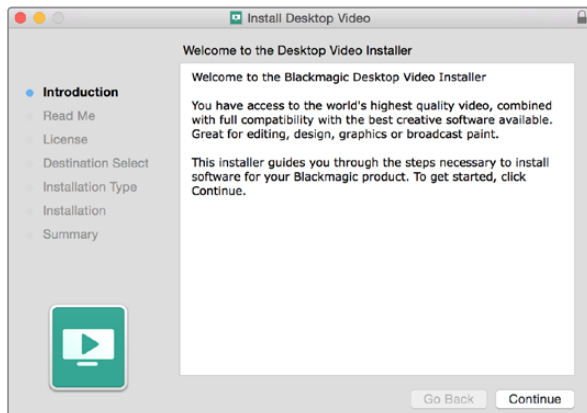 Install Desktop Video
Welcome to the Desktop Video Installer
Introduction
Read Me
License
Destination Select
Installation Type
Installation
Summary
Welcome to the Blackmagic Desktop Video Installer
You have access to the world's highest quality video, combined
with full compatibility with the best creative software available.
Great for editing, design, graphics or broadcast paint.
This installer guides you through the steps necessary to install
software for your Blackmagic product. To get started, click
Continue.
Go Back
Continue